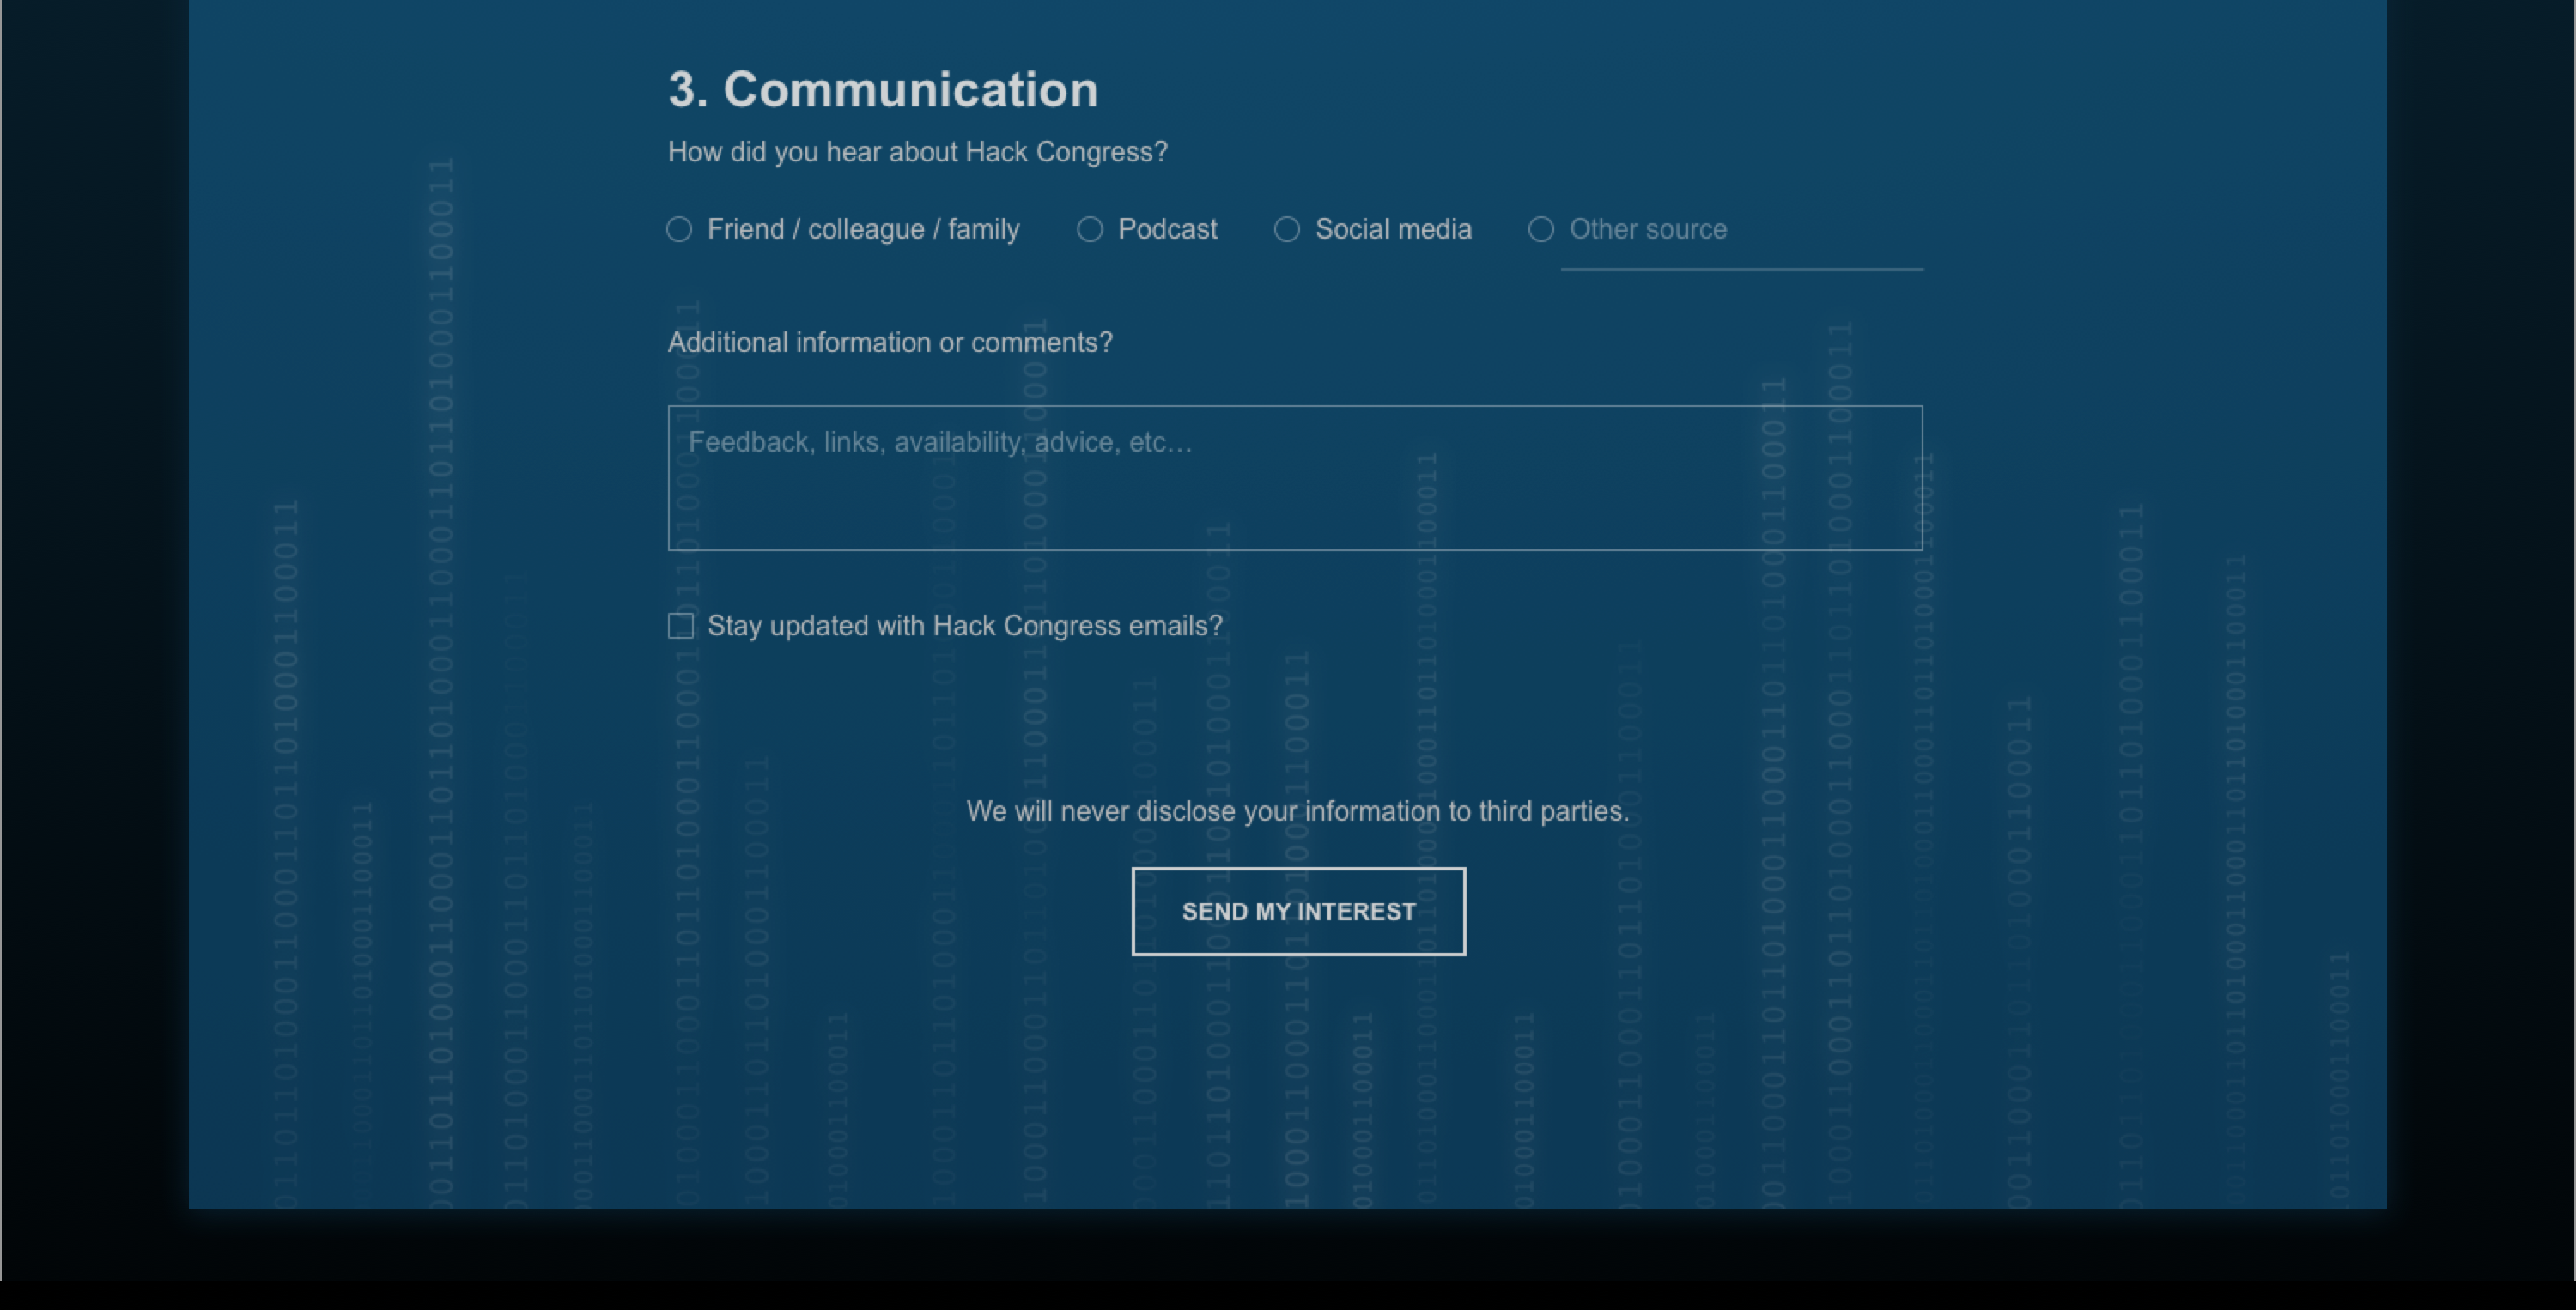 3. Communication
How did you hear about Hack Congress?
Friend / colleague / family Podcast Social media Other source
Additional information or comments?
Feedback, links, availability, advice, etc…
Stay updated with Hack Congress emails?
We will never disclose your information to third parties.
SEND MY INTEREST